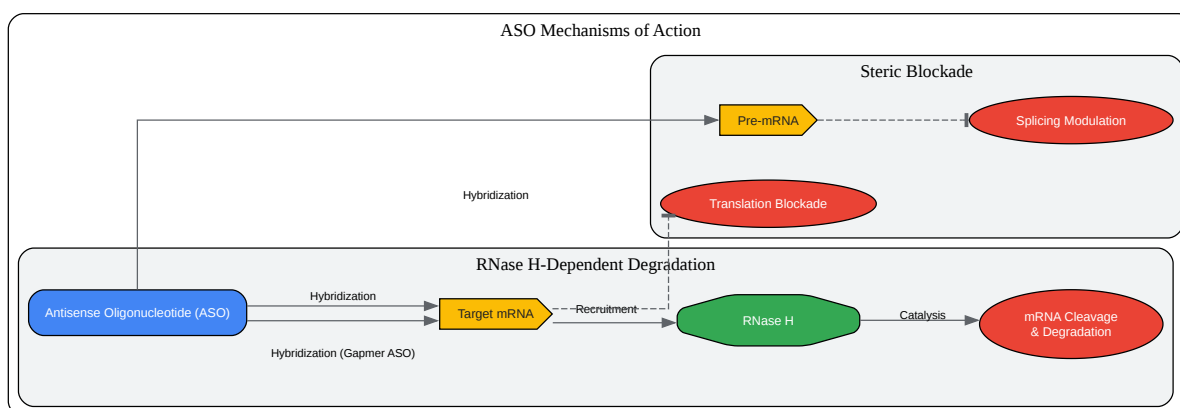 ASO Mechanisms of Action
Steric Blockade
Pre-mRNA
Splicing Modulation
Hybridization
Translation Blockade
RNase H-Dependent Degradation
Antisense Oligonucleotide (ASO)
Hybridization
Target mRNA
Recruitment
RNase H
Catalysis
mRNA Cleavage
& Degradation
Hybridization (Gapmer ASO)